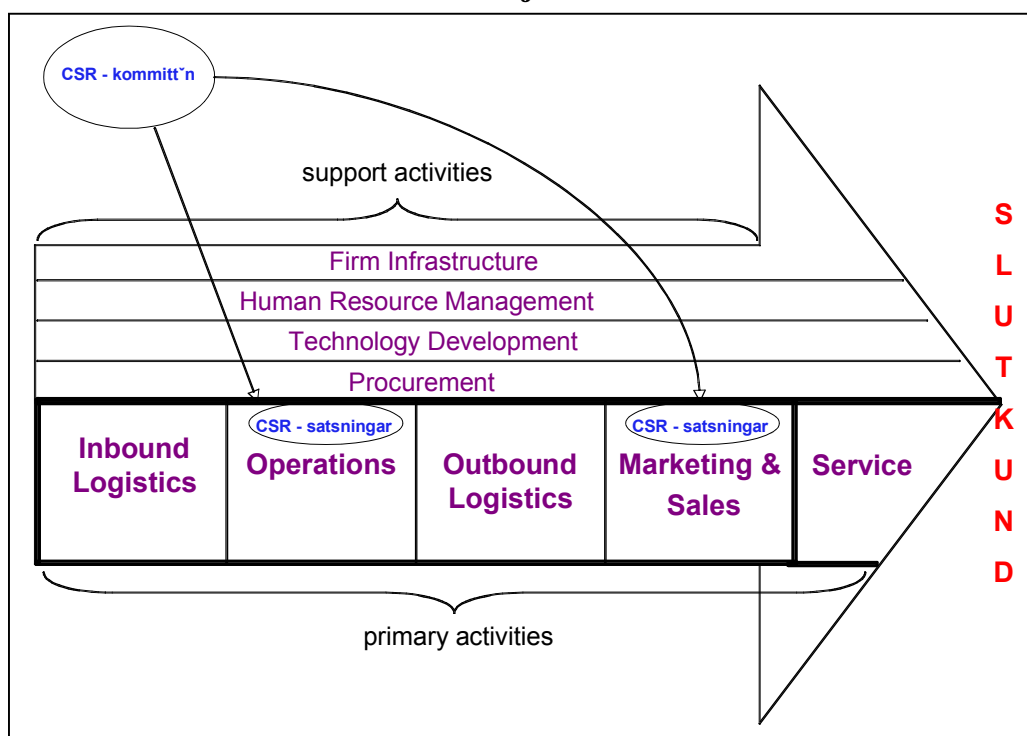 CSR - kommittˇn
support activities
Firm Infrastructure
Human Resource Management
Technology Development
Procurement
CSR - satsningar
CSR - satsningar
Inbound
Logistics
Operations
Outbound
Logistics
Marketing &
Sales
Service
primary activities
S
L
U
T
K
U
N
D